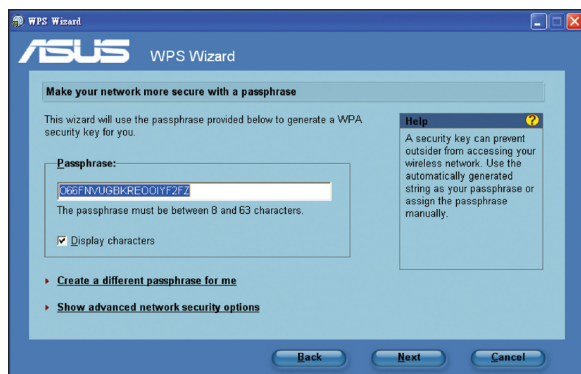 WPS Wizard
ASUS WPS Wizard
Make your network more secure with a passphrase
This wizard will use the passphrase provided below to generate a WPA
security key for you.
Passphrase:
O66FNVUGBKREOOIYF2FZ
The passphrase must be between 8 and 63 characters.
Display characters
Create a different passphrase for me
Show advanced network security options
Help ?
A security key can prevent
outsider from accessing your
wireless network. Use the
automatically generated
string as your passphrase or
assign the passphrase
manually.
Back Next Cancel